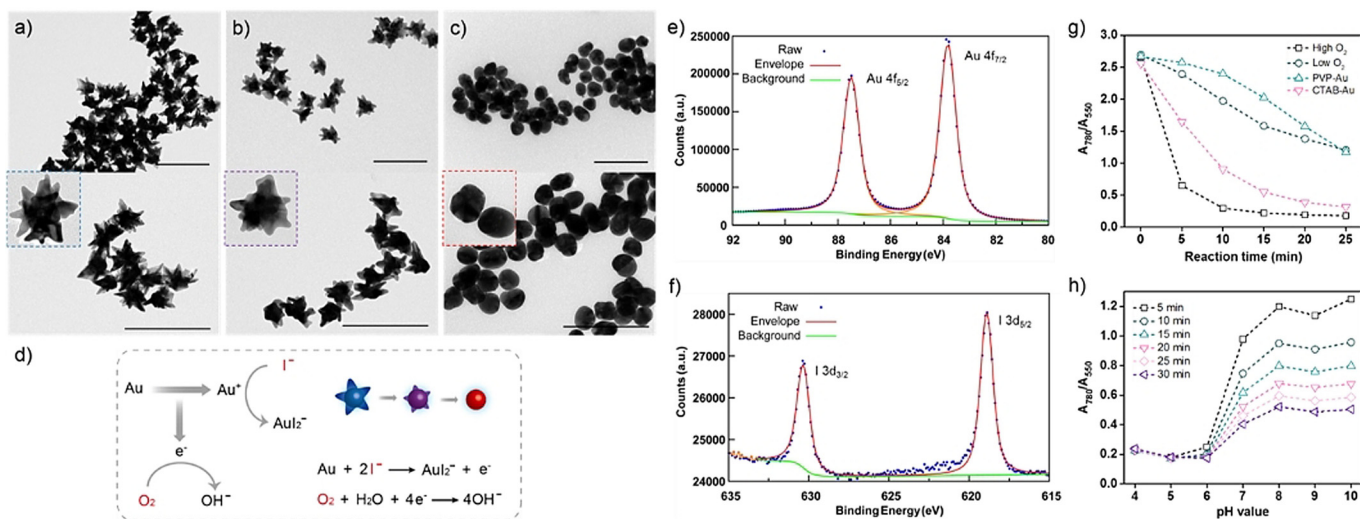 a)
b)
c)
d)
Au
Au⁺
I⁻
AuI₂⁻
e⁻
O₂
OH⁻
Au + 2I⁻ → AuI₂⁻ + e⁻
O₂ + H₂O + 4e⁻ → 4OH⁻
e)
250000
200000
150000
100000
50000
0
Counts (a.u.)
Raw
Envelope
Background
Au 4f₅/₂
Au 4f₇/₂
92 90 88 86 84 82 80
Binding Energy (eV)
f)
28000
27000
26000
25000
24000
Counts (a.u.)
Raw
Envelope
Background
I 3d₃/₂
I 3d₅/₂
635 630 625 620 615
Binding Energy (eV)
g)
3.0
2.5
2.0
1.5
1.0
0.5
0.0
A₇₈₀/A₅₅₀
High O₂
Low O₂
PVP-Au
CTAB-Au
0 5 10 15 20 25
Reaction time (min)
h)
1.2
1.0
0.8
0.6
0.4
0.2
0.0
A₇₈₀/A₅₅₀
5 min
10 min
15 min
20 min
25 min
30 min
4 5 6 7 8 9 10
pH value